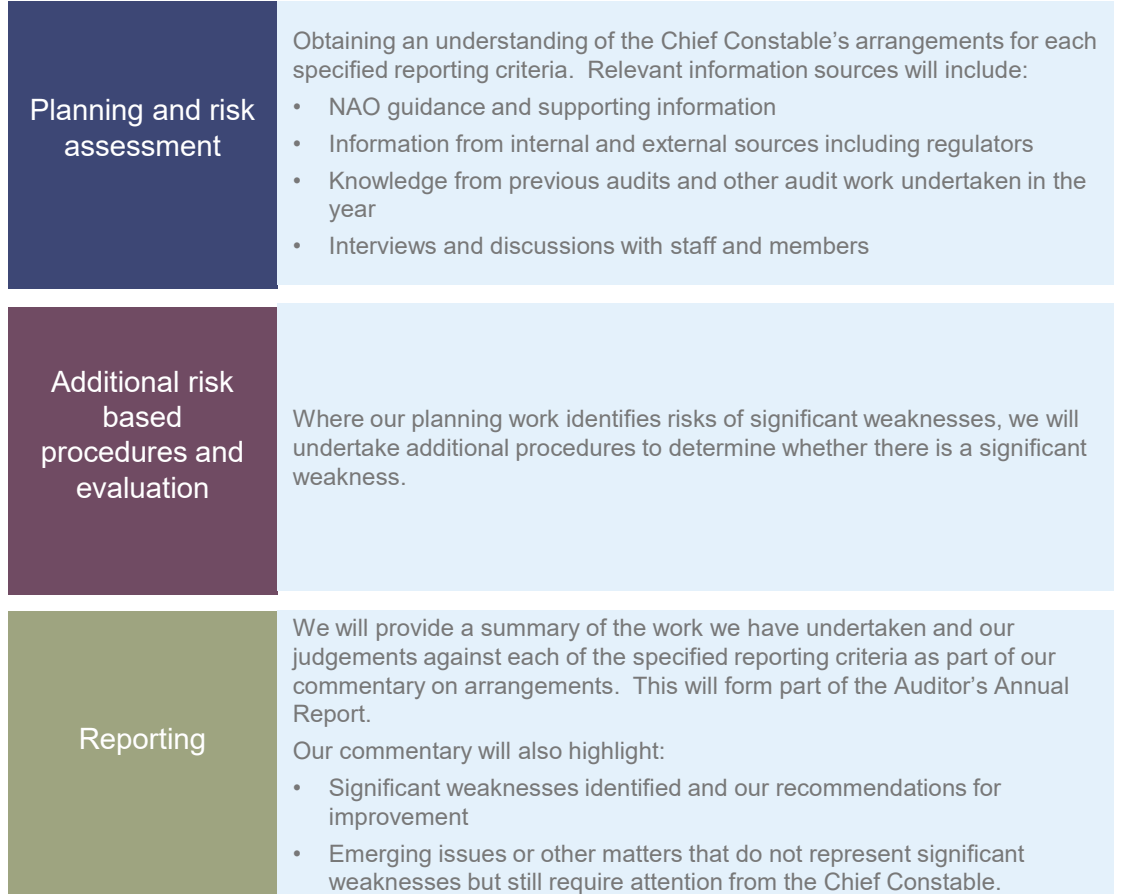 Planning and risk
assessment
Obtaining an understanding of the Chief Constable's arrangements for each
specified reporting criteria.  Relevant information sources will include:
• NAO guidance and supporting information
• Information from internal and external sources including regulators
• Knowledge from previous audits and other audit work undertaken in the
year
• Interviews and discussions with staff and members
Additional risk
based
procedures and
evaluation
Where our planning work identifies risks of significant weaknesses, we will
undertake additional procedures to determine whether there is a significant
weakness.
Reporting
We will provide a summary of the work we have undertaken and our
judgements against each of the specified reporting criteria as part of our
commentary on arrangements.  This will form part of the Auditor's Annual
Report.
Our commentary will also highlight:
• Significant weaknesses identified and our recommendations for
improvement
• Emerging issues or other matters that do not represent significant
weaknesses but still require attention from the Chief Constable.